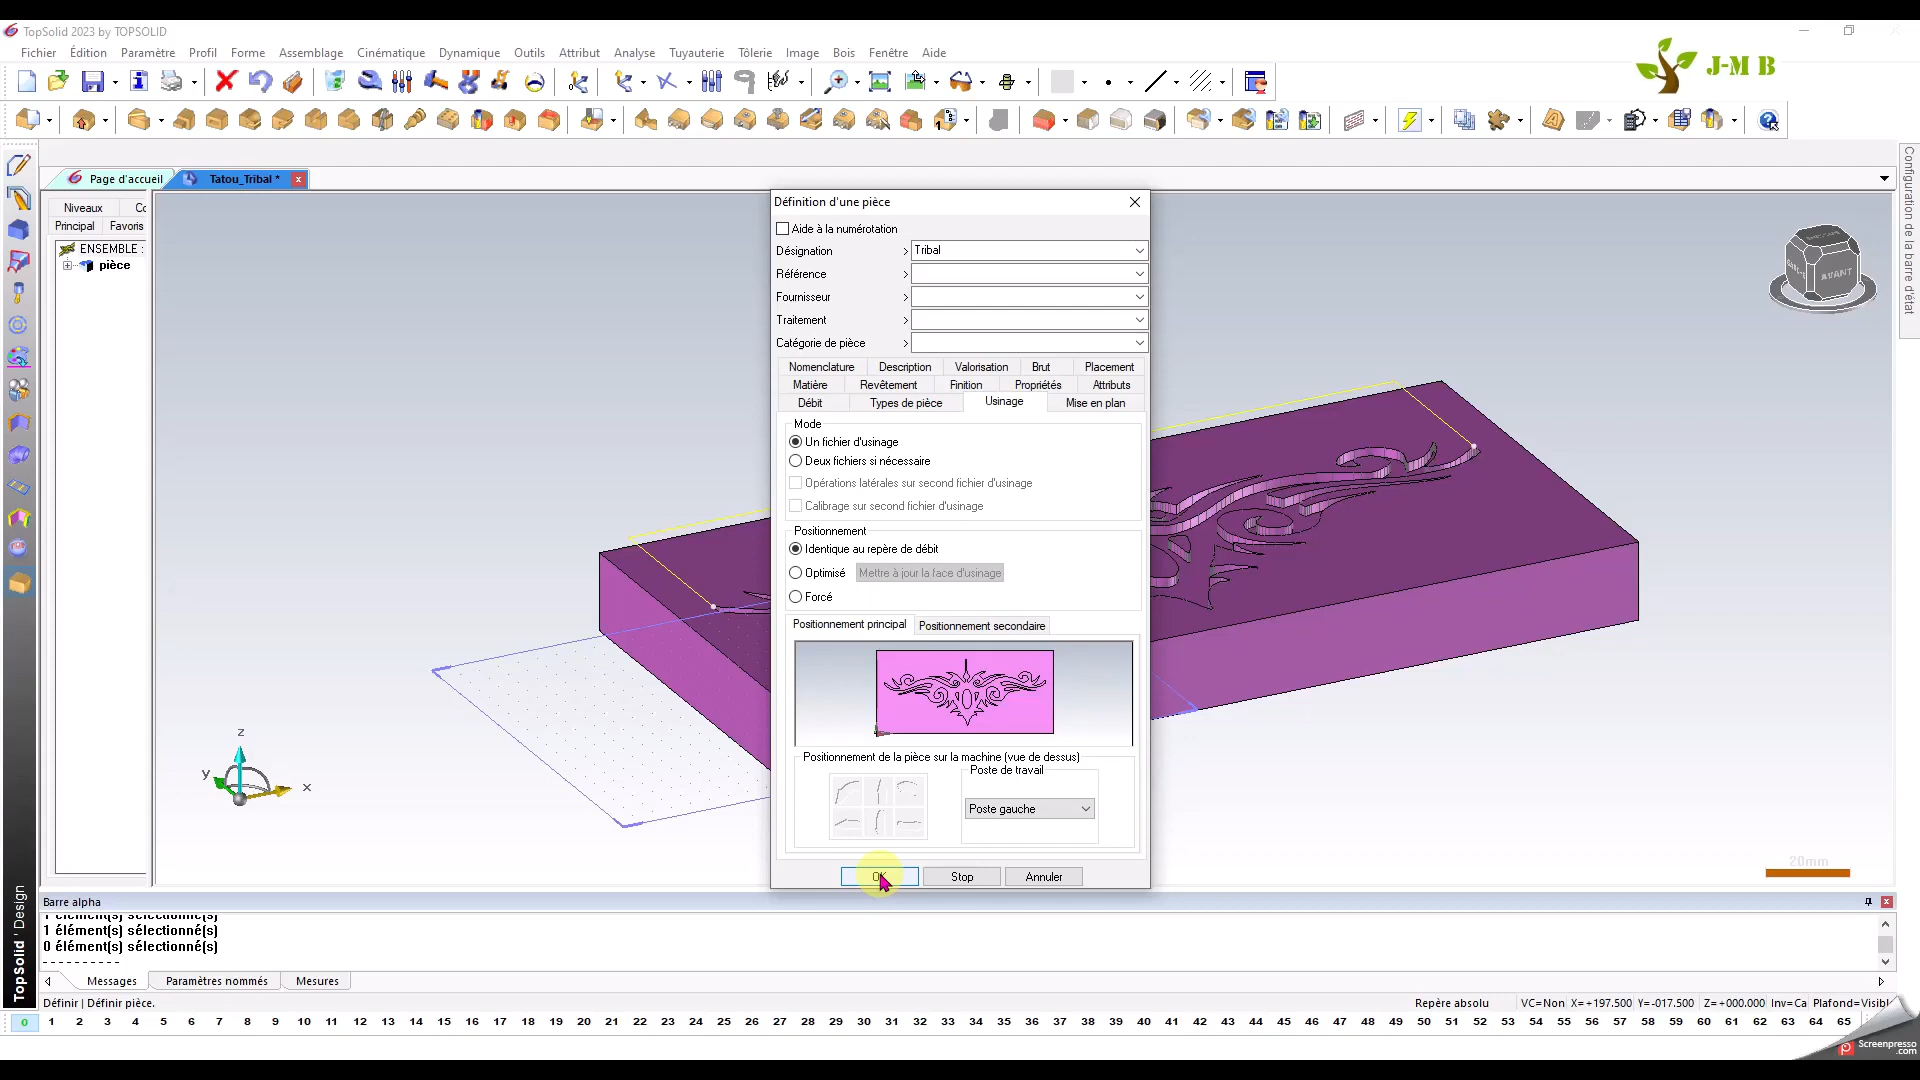 TopSolid 2023 by TOPSOLID
Fichier Édition Paramètre Profil Forme Assemblage Cinématique Dynamique Outils Attribut Analyse Tuyauterie Tôlerie Image Bois Fenêtre Aide
J-M B
Page d'accueil Tatou_Tribal *
Configuration de la barre d'état
Niveaux Co
Principal Favoris
ENSEMBLE :
pièce
Définition d'une pièce
Aide à la numérotation
Désignation > Tribal
Référence >
Fournisseur >
Traitement >
Catégorie de pièce >
Nomenclature Description Valorisation Brut Placement
Matière Revêtement Finition Propriétés Attributs
Débit Types de pièce Usinage Mise en plan
Mode
Un fichier d'usinage
Deux fichiers si nécessaire
Opérations latérales sur second fichier d'usinage
Calibrage sur second fichier d'usinage
Positionnement
Identique au repère de débit
Optimisé Mettre à jour la face d'usinage
Forcé
Positionnement principal Positionnement secondaire
Positionnement de la pièce sur la machine (vue de dessus)
Poste de travail
Poste gauche
OK Stop Annuler
AVANT
z
y
x
20mm
TopSolid'Design
Barre alpha
1 élément(s) sélectionné(s)
1 élément(s) sélectionné(s)
0 élément(s) sélectionné(s)
----------
Messages Paramètres nommés Mesures
Définir | Définir pièce.
Repère absolu VC=Non X=+197.500 Y=-017.500 Z=+000.000 Inv=Ca Plafond=Visibl
0 1 2 3 4 5 6 7 8 9 10 11 12 13 14 15 16 17 18 19 20 21 22 23 24 25 26 27 28 29 30 31 32 33 34 35 36 37 38 39 40 41 42 43 44 45 46 47 48 49 50 51 52 53 54 55 56 57 58 59 60 61 62 63 64 65
Screenpresso
.com